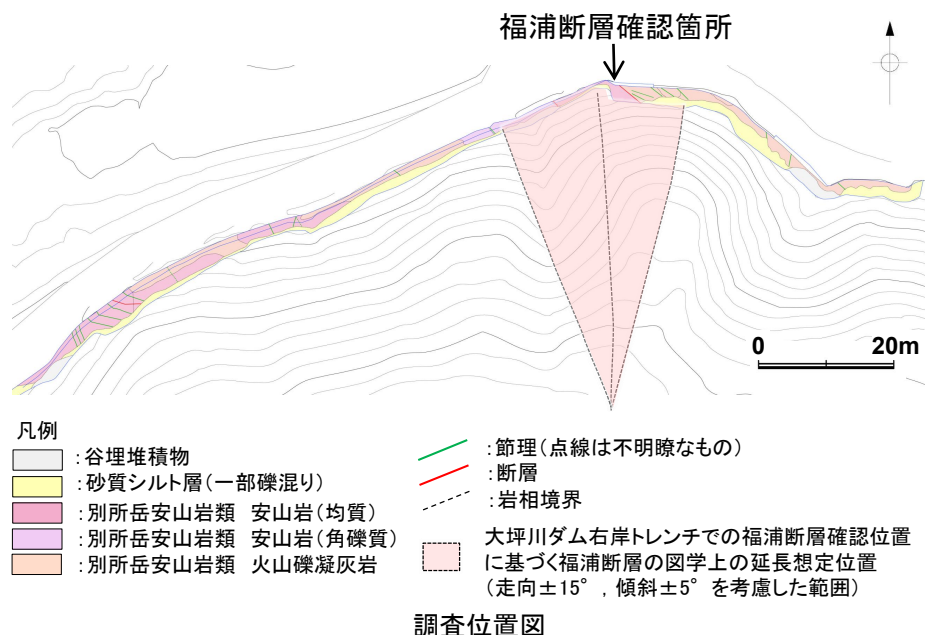 福浦断層確認箇所
0 20m
凡例
:谷埋堆積物
:砂質シルト層(一部礫混り)
:別所岳安山岩類 安山岩(均質)
:別所岳安山岩類 安山岩(角礫質)
:別所岳安山岩類 火山礫凝灰岩
:節理(点線は不明瞭なもの)
:断層
:岩相境界
大坪川ダム右岸トレンチでの福浦断層確認位置
に基づく福浦断層の図学上の延長想定位置
(走向±15°,傾斜±5°を考慮した範囲)
調査位置図